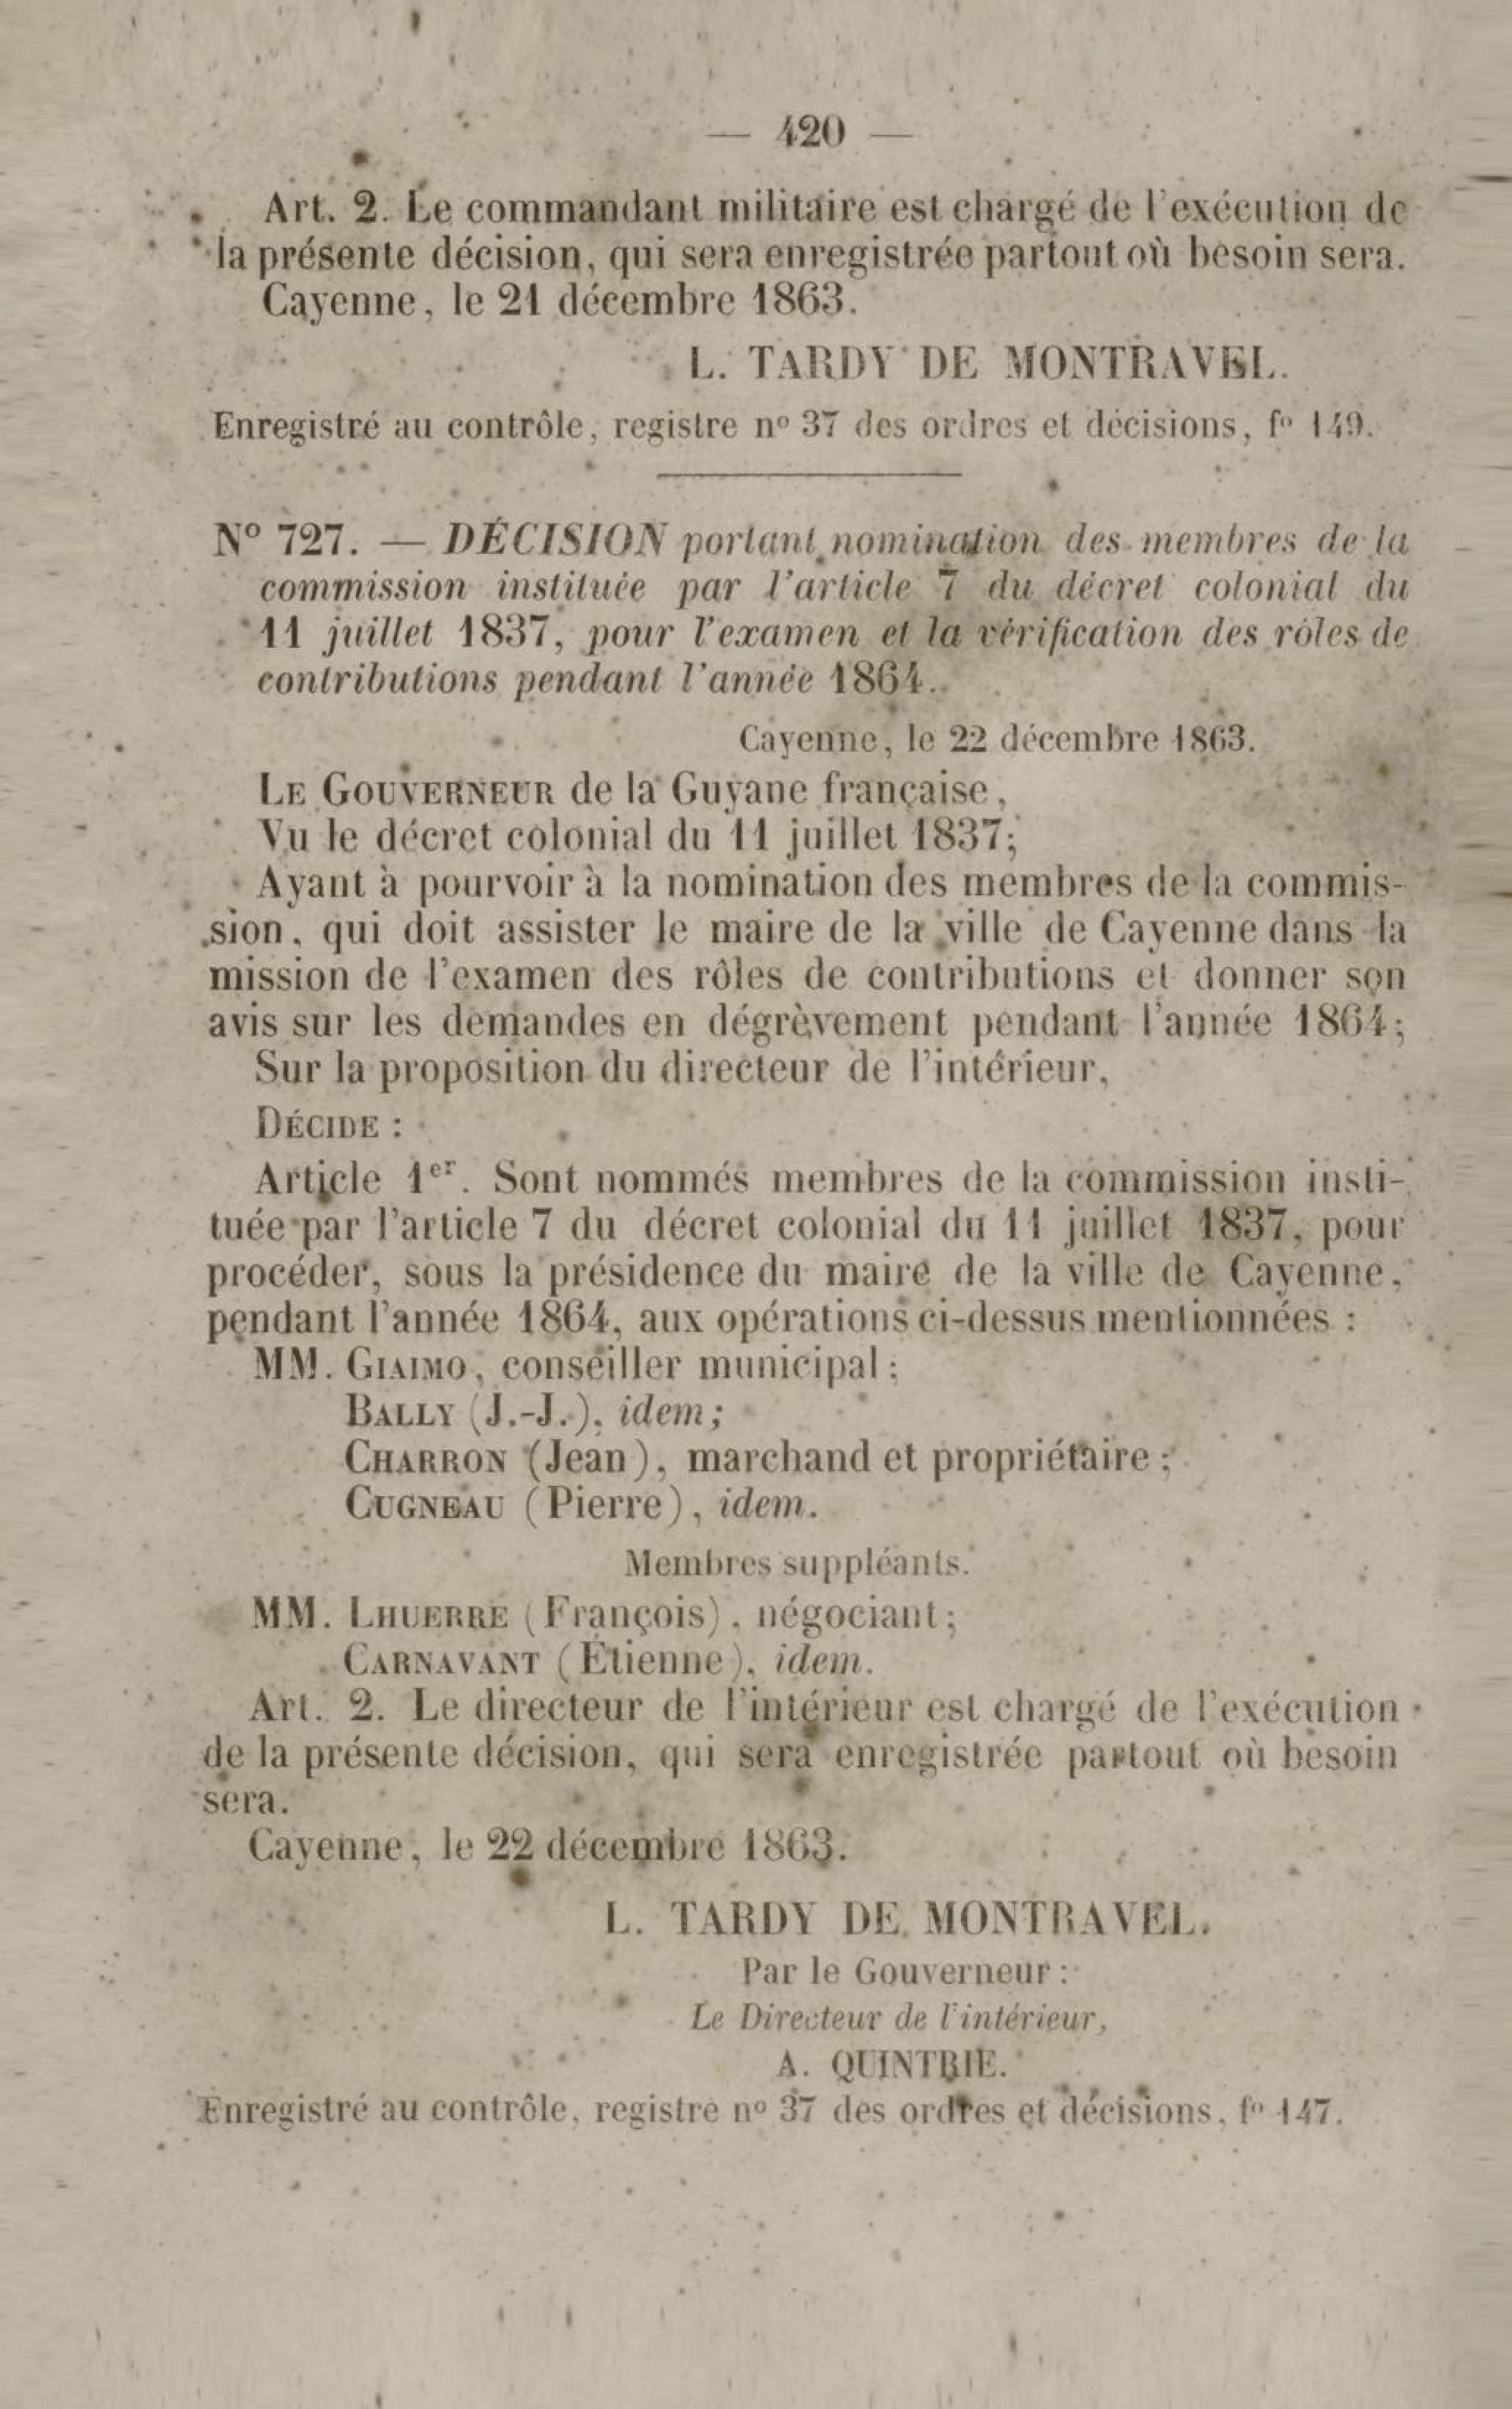 — 420 —
Art. 2. Le commandant militaire est chargé de l'exécution de
la présente décision, qui sera enregistrée partout où besoin sera.
Cayenne, le 21 décembre 1863.
L. TARDY DE MONTRAVEL.
Enregistré au contrôle, registre nº 37 des ordres et décisions, fº 149.
Nº 727. — DÉCISION portant nomination des membres de la
commission instituée par l'article 7 du décret colonial du
11 juillet 1837, pour l'examen et la vérification des rôles de
contributions pendant l'année 1864.
Cayenne, le 22 décembre 1863.
LE GOUVERNEUR de la Guyane française,
Vu le décret colonial du 11 juillet 1837;
Ayant à pourvoir à la nomination des membres de la commis-
sion, qui doit assister le maire de la ville de Cayenne dans la
mission de l'examen des rôles de contributions et donner son
avis sur les demandes en dégrèvement pendant l'année 1864;
Sur la proposition du directeur de l'intérieur,
DÉCIDE :
Article 1er. Sont nommés membres de la commission insti-
tuée par l'article 7 du décret colonial du 11 juillet 1837, pour
procéder, sous la présidence du maire de la ville de Cayenne,
pendant l'année 1864, aux opérations ci-dessus mentionnées :
MM. GIAIMO, conseiller municipal;
BALLY (J.-J.), idem;
CHARRON (Jean), marchand et propriétaire;
CUGNEAU (Pierre), idem.
Membres suppléants.
MM. LHUERRE (François), négociant;
CARNAVANT (Étienne), idem.
Art. 2. Le directeur de l'intérieur est chargé de l'exécution
de la présente décision, qui sera enregistrée partout où besoin
sera.
Cayenne, le 22 décembre 1863.
L. TARDY DE MONTRAVEL.
Par le Gouverneur :
Le Directeur de l'intérieur,
A. QUINTRIE.
Enregistré au contrôle, registre nº 37 des ordres et décisions, fº 147.